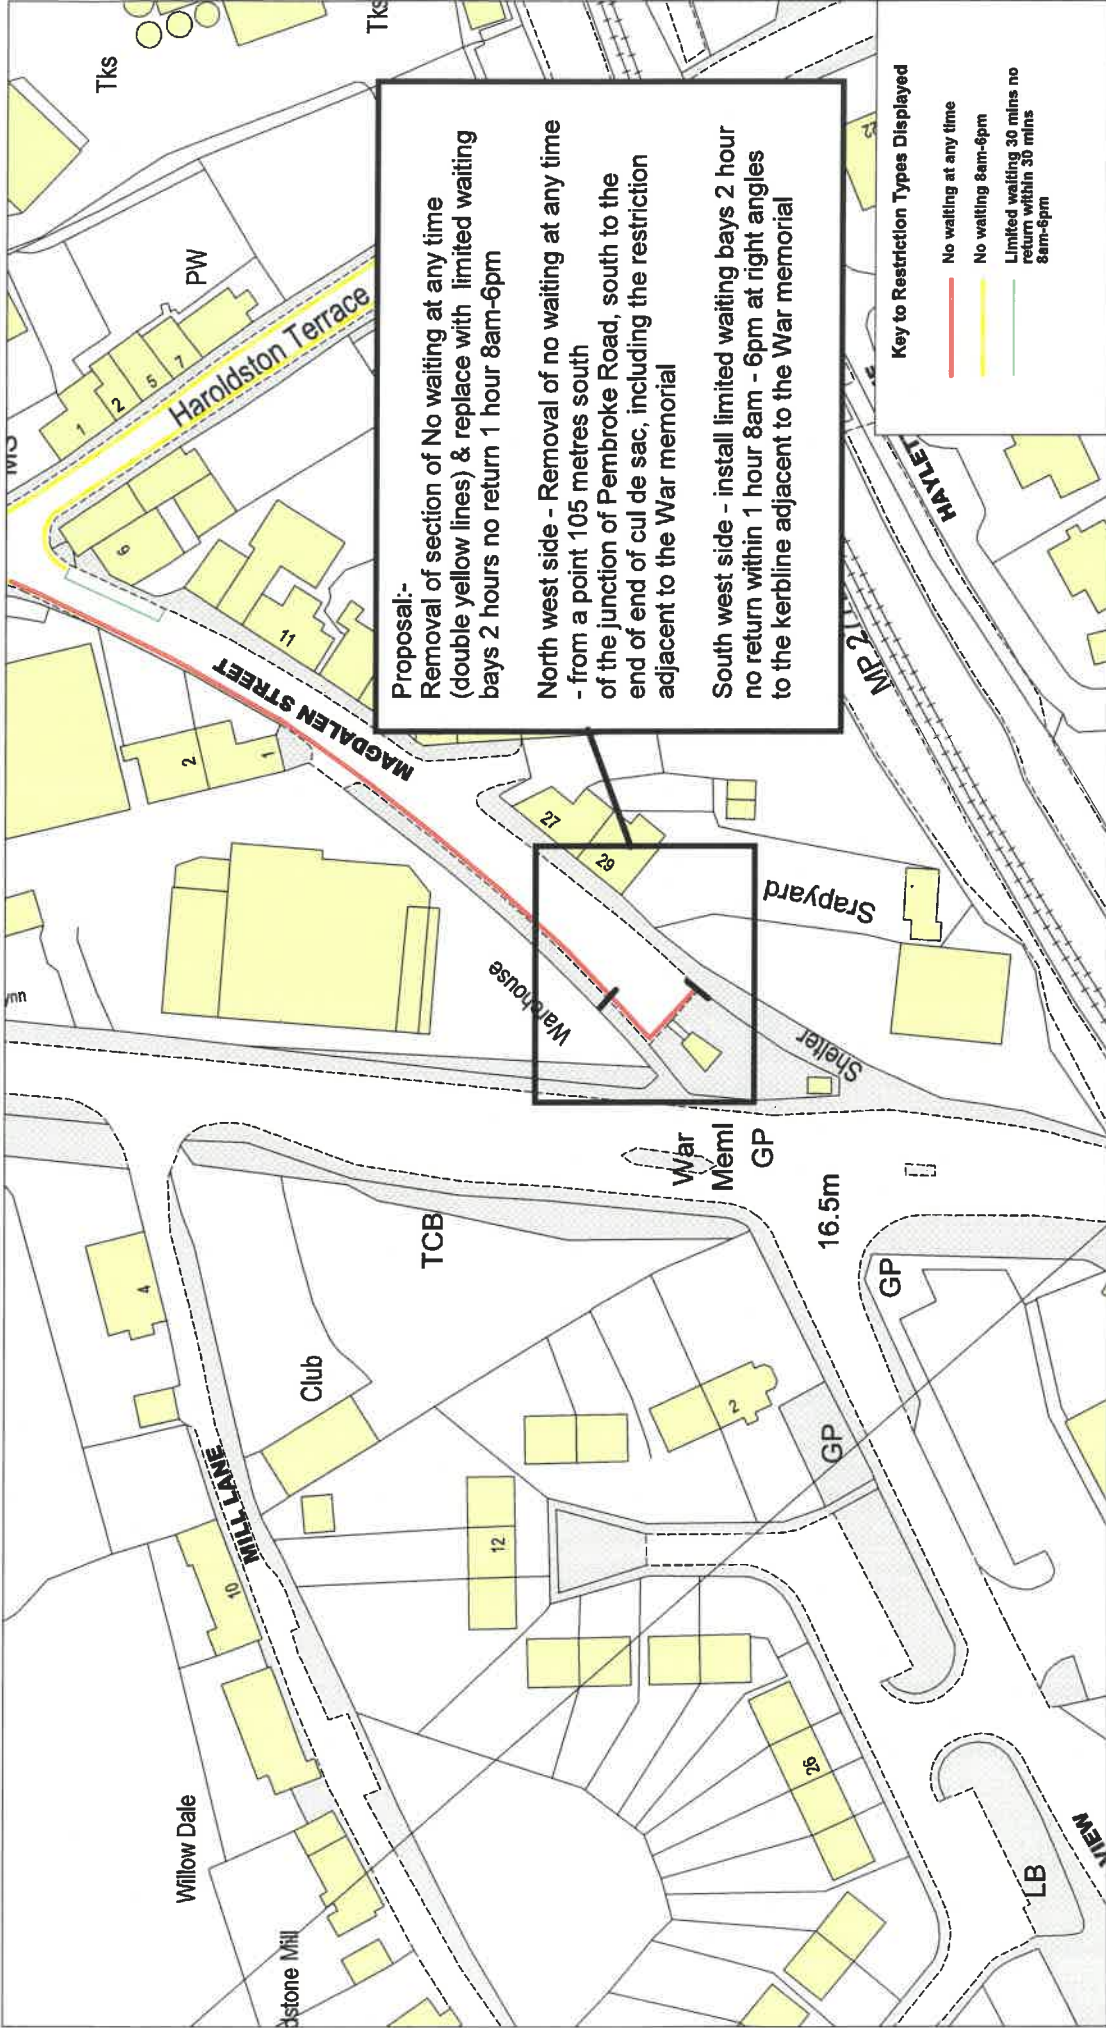 Proposal:-
Removal of section of No waiting at any time
(double yellow lines) & replace with limited waiting
bays 2 hours no return 1 hour 8am-6pm
North west side - Removal of no waiting at any time
- from a point 105 metres south
of the junction of Pembroke Road, south to the
end of end of cul de sac, including the restriction
adjacent to the War memorial
South west side - install limited waiting bays 2 hour
no return within 1 hour 8am - 6pm at right angles
to the kerbline adjacent to the War memorial
Key to Restriction Types Displayed
No waiting at any time
No waiting 8am-6pm
Limited waiting 30 mins no
return within 30 mins
8am-6pm
Tks
Tks
PW
Haroldston Terrace
1
2
5
7
6
11
MAGDALEN STREET
2
1
27
29
22
Warehouse
Srapyard
Shelter
War
Meml
GP
16.5m
GP
GP
TCB
HAYLET
MP 2
4
Club
MILL LANE
10
12
2
26
Willow Dale
dstone Mill
LB
VIEW
ynn
MS